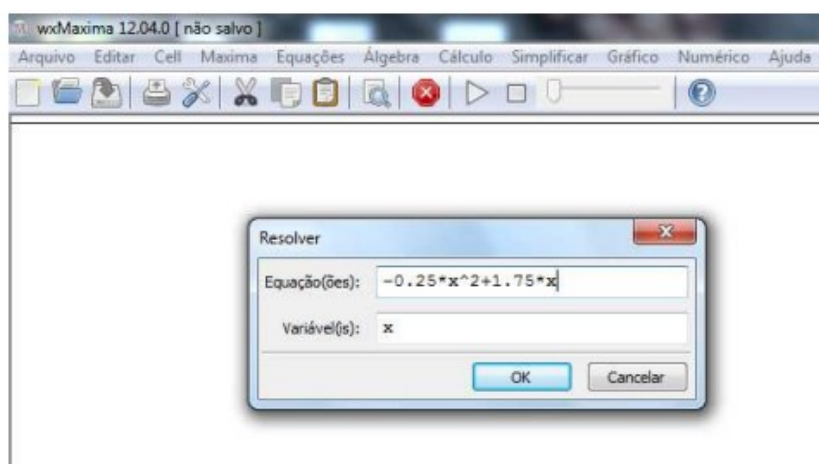 wxMaxima 12.04.0 [ não salvo ]
Arquivo Editar Cell Maxima Equações Álgebra Cálculo Simplificar Gráfico Numérico Ajuda
Resolver
Equação(ões): -0.25*x^2+1.75*x
Variável(is): x
OK Cancelar